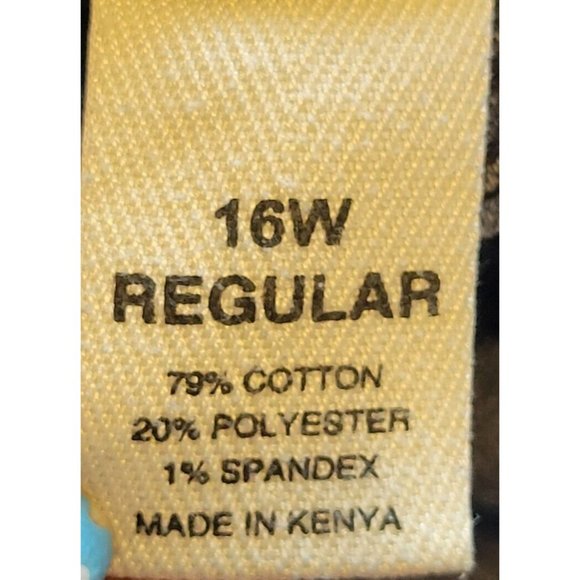 16W
REGULAR
79% COTTON
20% POLYESTER
1% SPANDEX
MADE IN KENYA